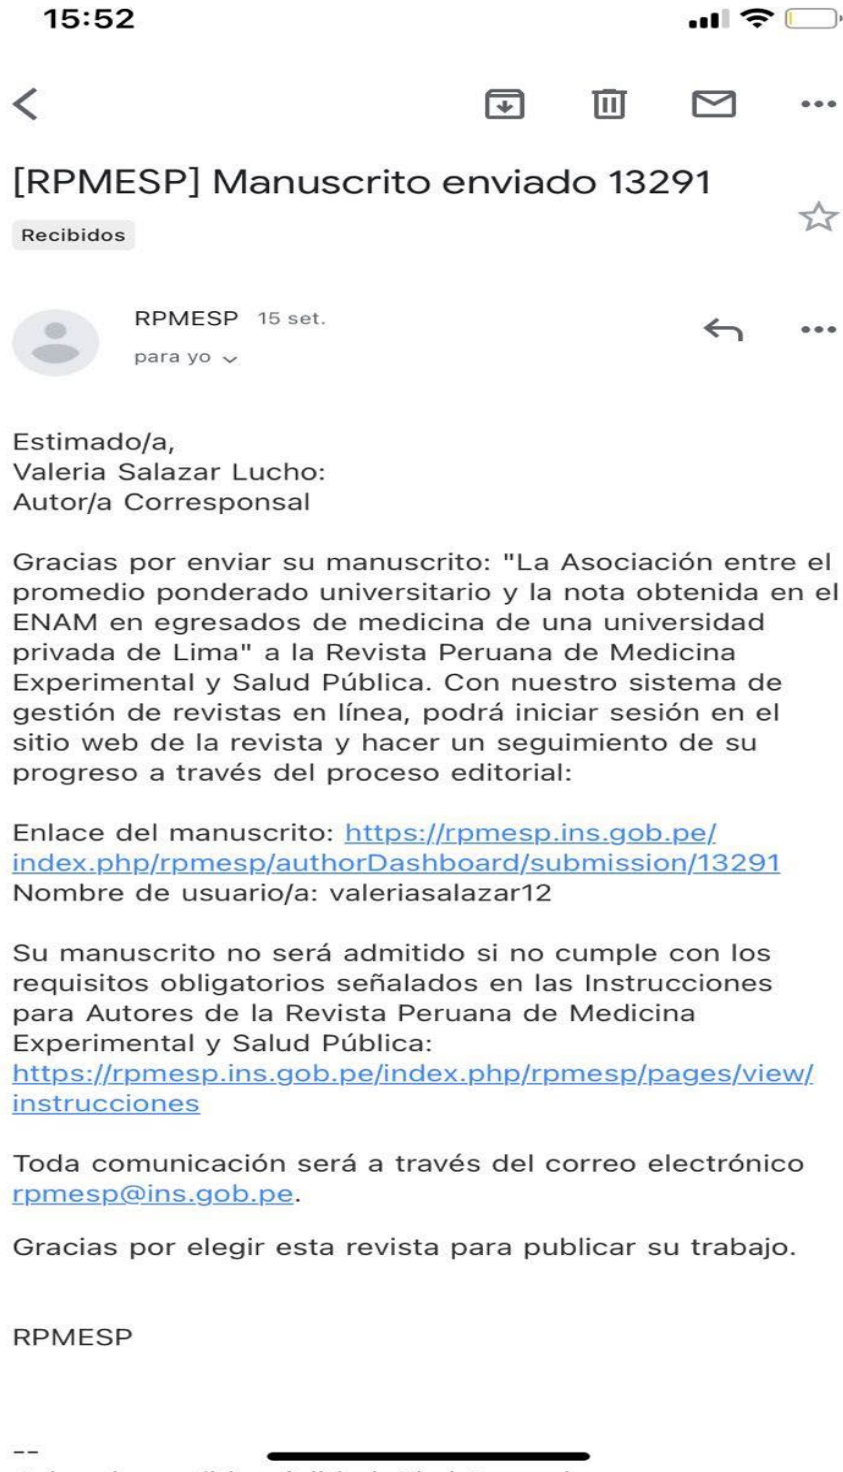 15:52
[RPMESP] Manuscrito enviado 13291
Recibidos
RPMESP 15 set.
para yo
Estimado/a,
Valeria Salazar Lucho:
Autor/a Corresponsal
Gracias por enviar su manuscrito: "La Asociación entre el
promedio ponderado universitario y la nota obtenida en el
ENAM en egresados de medicina de una universidad
privada de Lima" a la Revista Peruana de Medicina
Experimental y Salud Pública. Con nuestro sistema de
gestión de revistas en línea, podrá iniciar sesión en el
sitio web de la revista y hacer un seguimiento de su
progreso a través del proceso editorial:
Enlace del manuscrito: https://rpmesp.ins.gob.pe/
index.php/rpmesp/authorDashboard/submission/13291
Nombre de usuario/a: valeriasalazar12
Su manuscrito no será admitido si no cumple con los
requisitos obligatorios señalados en las Instrucciones
para Autores de la Revista Peruana de Medicina
Experimental y Salud Pública:
https://rpmesp.ins.gob.pe/index.php/rpmesp/pages/view/
instrucciones
Toda comunicación será a través del correo electrónico
rpmesp@ins.gob.pe.
Gracias por elegir esta revista para publicar su trabajo.
RPMESP
--